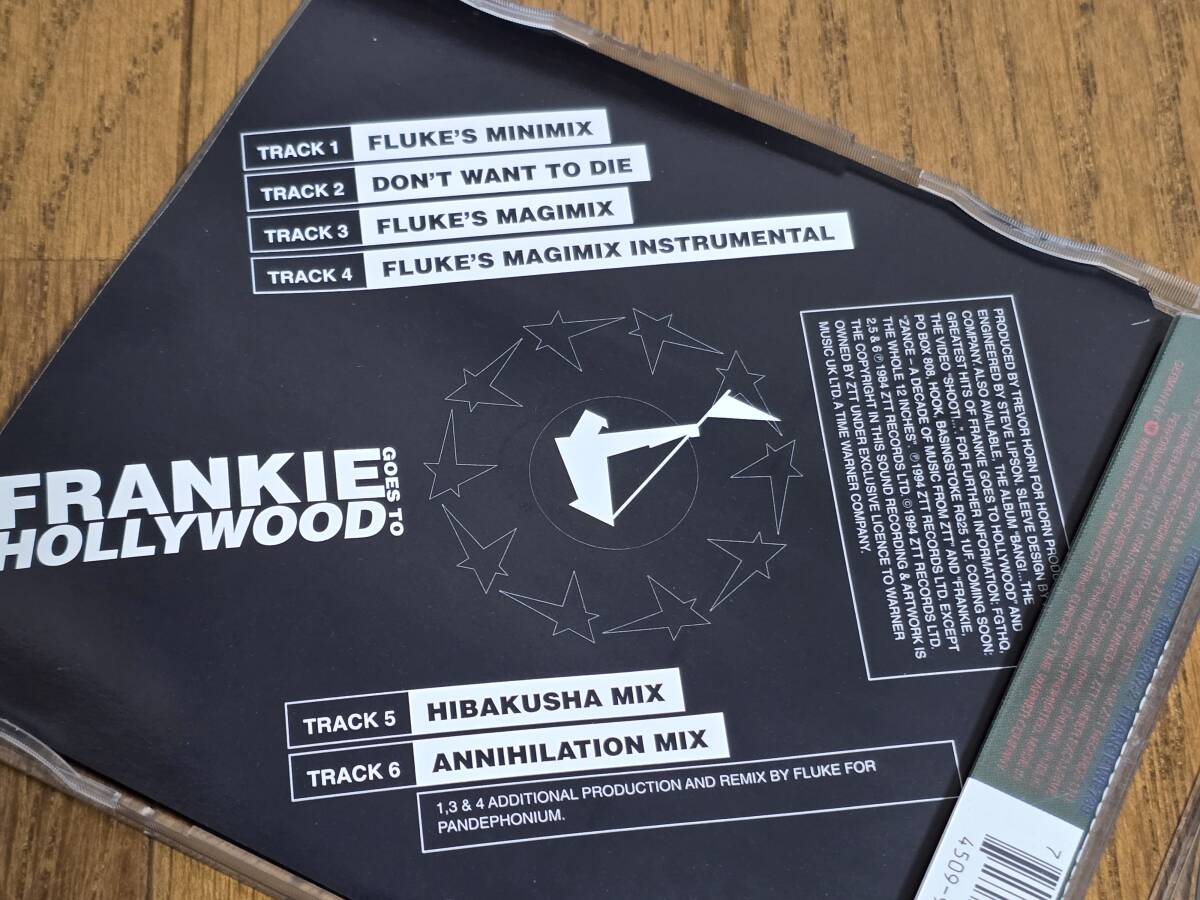 TRACK 1 FLUKE'S MINIMIX
TRACK 2 DON'T WANT TO DIE
TRACK 3 FLUKE'S MAGIMIX
TRACK 4 FLUKE'S MAGIMIX INSTRUMENTAL
FRANKIE
GOES TO
HOLLYWOOD
PRODUCED BY TREVOR HORN FOR HORN PRODU
ENGINEERED BY STEVE LIPSON. SLEEVE DESIGN BY
COMPANY. ALSO AVAILABLE, THE ALBUM "BANG!...THE
GREATEST HITS OF FRANKIE GOES TO HOLLYWOOD" AND
THE VIDEO "SHOOT!...". FOR FURTHER INFORMATION: FGTHQ,
PO BOX 808, HOOK, BASINGSTOKE RG25 1UF. COMING SOON:
"ZANCE – A DECADE OF MUSIC FROM ZTT" AND "FRANKIE,
THE WHOLE 12 INCHES". ℗ 1994 ZTT RECORDS LTD. EXCEPT
2,5 & 6 ℗ 1984 ZTT RECORDS LTD. © 1994 ZTT RECORDS LTD.
THE COPYRIGHT IN THIS SOUND RECORDING & ARTWORK IS
OWNED BY ZTT UNDER EXCLUSIVE LICENCE TO WARNER
MUSIC UK LTD. A TIME WARNER COMPANY.
TRACK 5 HIBAKUSHA MIX
TRACK 6 ANNIHILATION MIX
1,3 & 4 ADDITIONAL PRODUCTION AND REMIX BY FLUKE FOR
PANDEPHONIUM.
7
4509-9